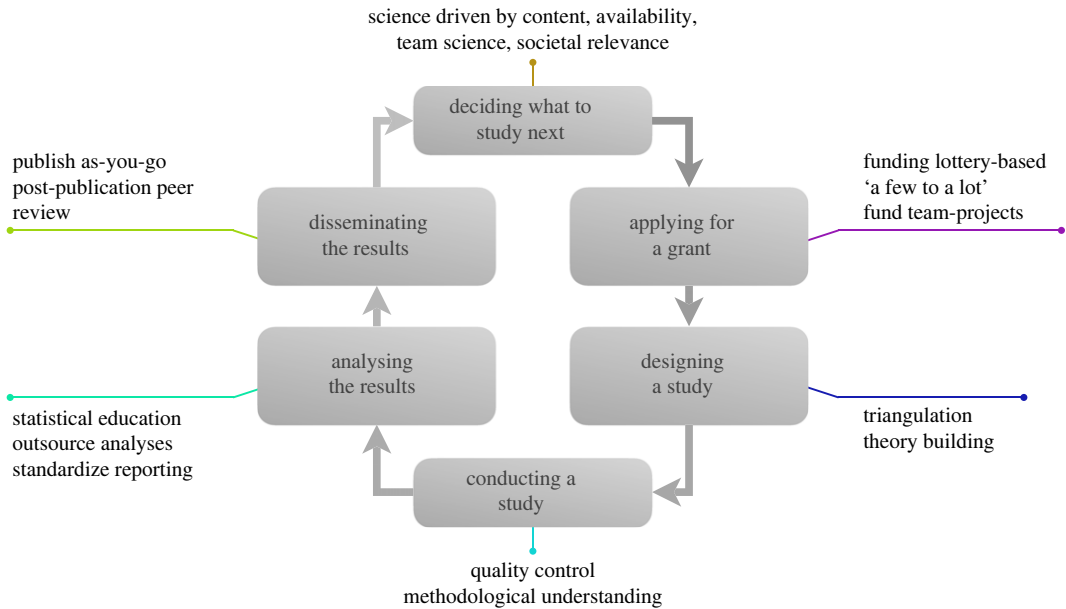 science driven by content, availability,
team science, societal relevance
deciding what to
study next
publish as-you-go
post-publication peer
review
funding lottery-based
‘a few to a lot’
fund team-projects
disseminating
the results
applying for
a grant
analysing
the results
designing
a study
statistical education
outsource analyses
standardize reporting
triangulation
theory building
conducting a
study
quality control
methodological understanding